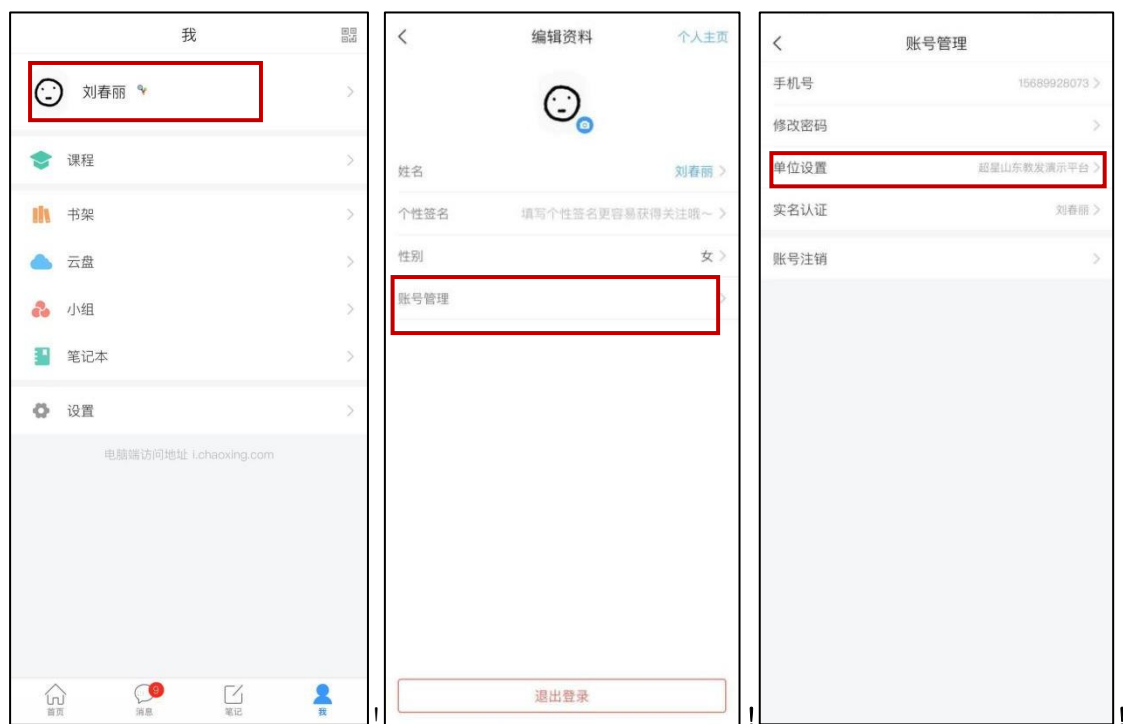 我
刘春丽
课程
书架
云盘
小组
笔记本
设置
电脑端访问地址 i.chaoxing.com
首页
9
消息
笔记
我
编辑资料
个人主页
姓名
刘春丽
个性签名
填写个性签名更容易获得关注哦～
性别
女
账号管理
退出登录
账号管理
手机号
15689928073
修改密码
单位设置
超星山东教发演示平台
实名认证
刘春丽
账号注销